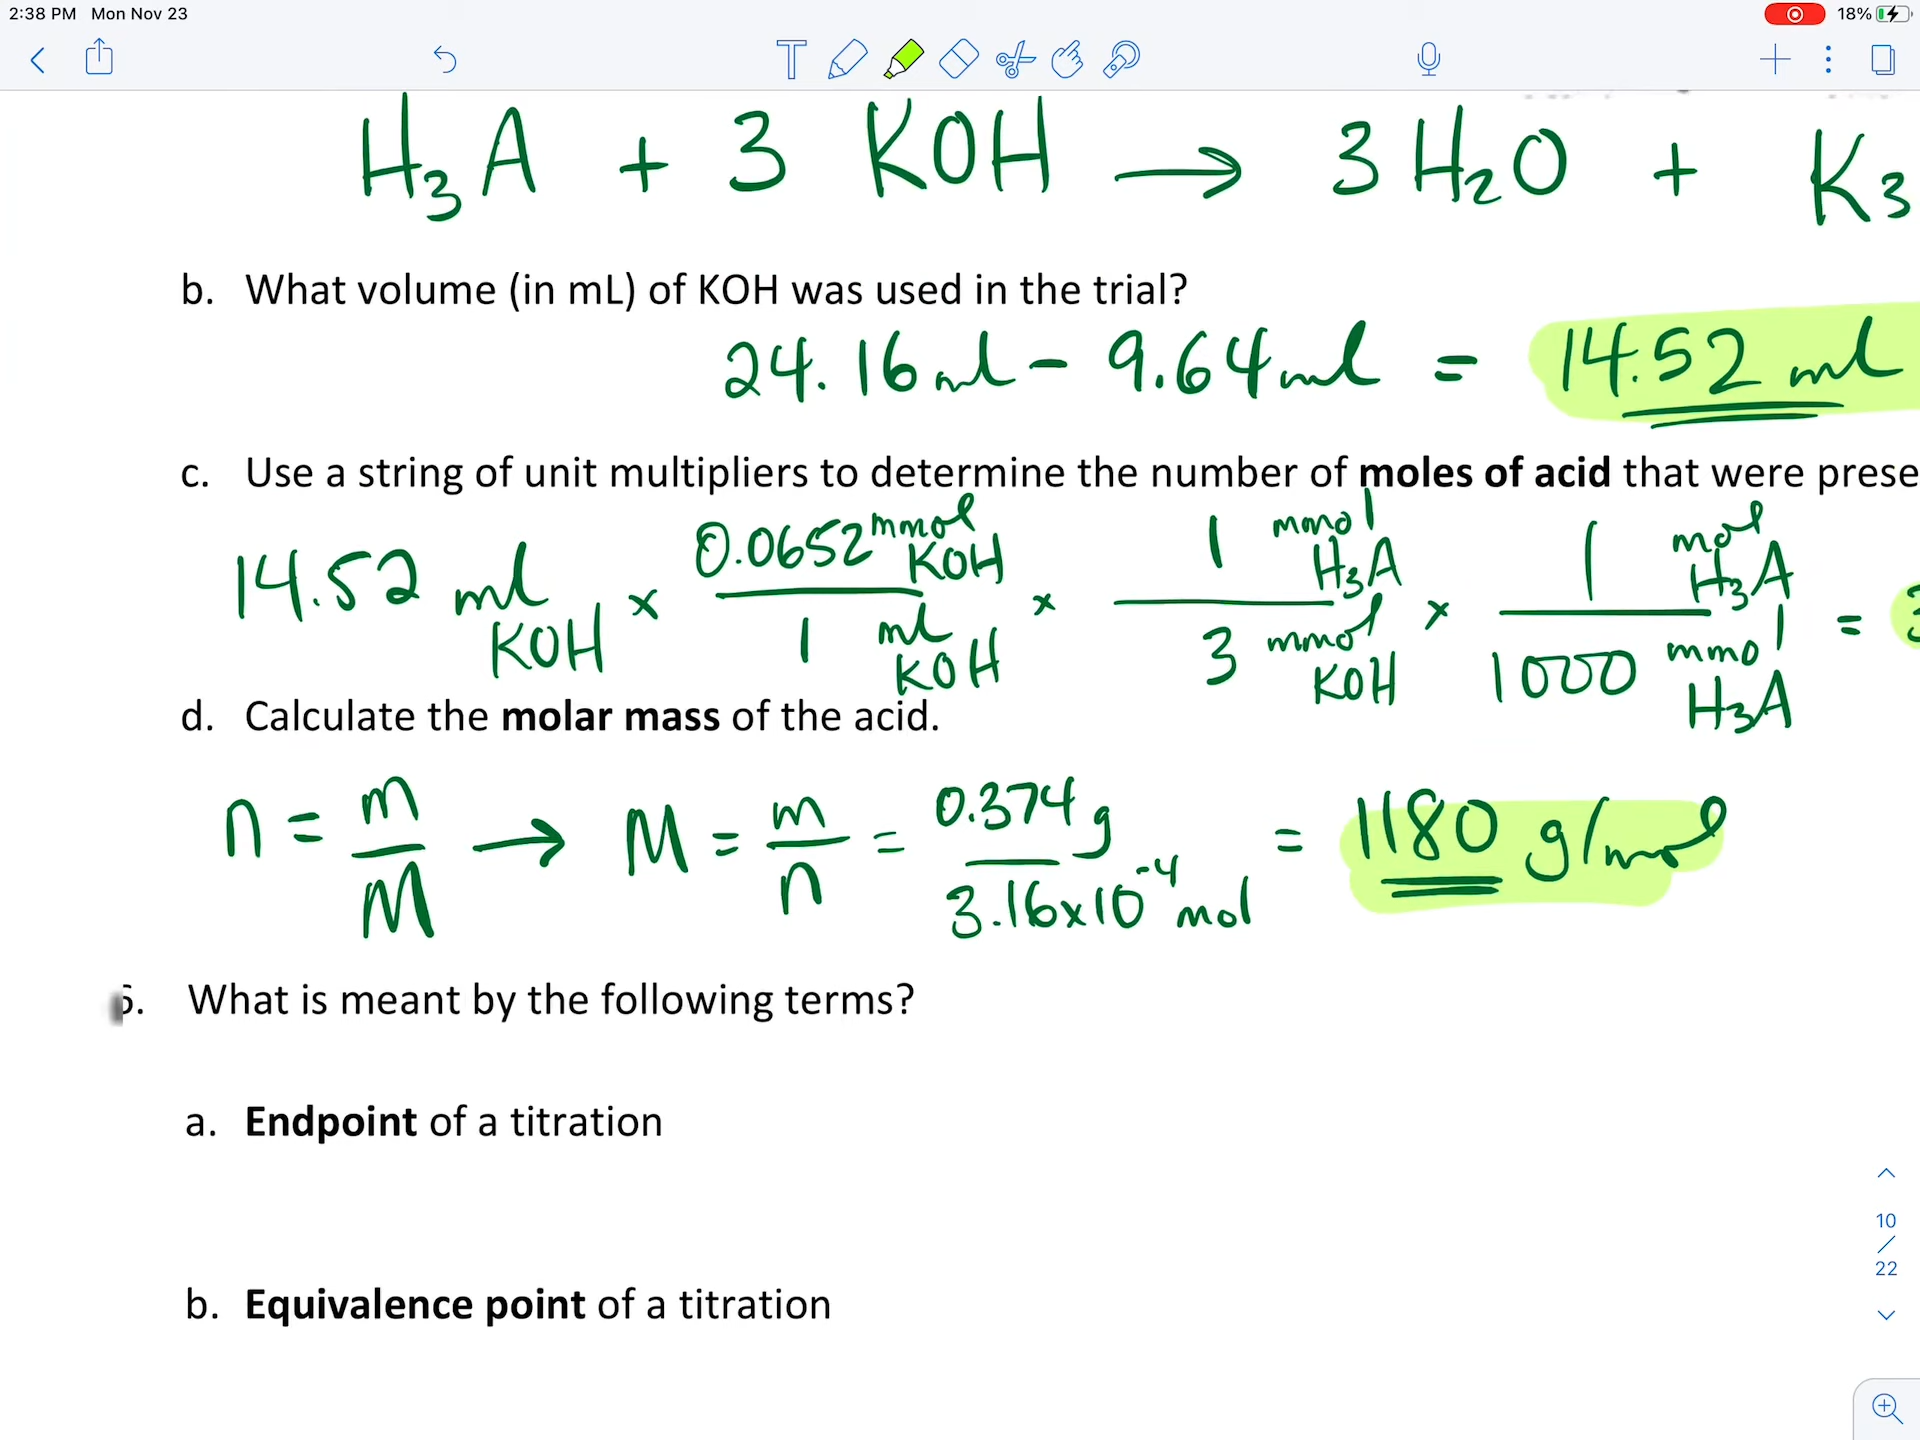 2:38 PM Mon Nov 23 18%
T
H₃A + 3 KOH → 3 H₂O + K₃
b. What volume (in mL) of KOH was used in the trial?
24.16 ml - 9.64 ml = 14.52 ml
c. Use a string of unit multipliers to determine the number of moles of acid that were prese
14.52 ml KOH × 0.0652 mmol KOH / 1 ml KOH × 1 mmol H₃A / 3 mmol KOH × 1 mol H₃A / 1000 mmol H₃A = 3
d. Calculate the molar mass of the acid.
n = m / M → M = m / n = 0.374 g / 3.16×10⁻⁴ mol = 1180 g/mol
6. What is meant by the following terms?
a. Endpoint of a titration
b. Equivalence point of a titration
10 / 22